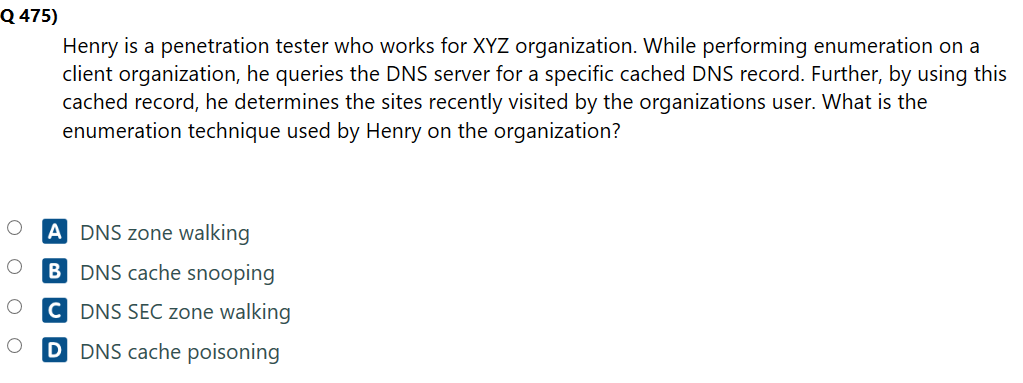 Q 475)
Henry is a penetration tester who works for XYZ organization. While performing enumeration on a
client organization, he queries the DNS server for a specific cached DNS record. Further, by using this
cached record, he determines the sites recently visited by the organizations user. What is the
enumeration technique used by Henry on the organization?
A DNS zone walking
B DNS cache snooping
C DNS SEC zone walking
D DNS cache poisoning